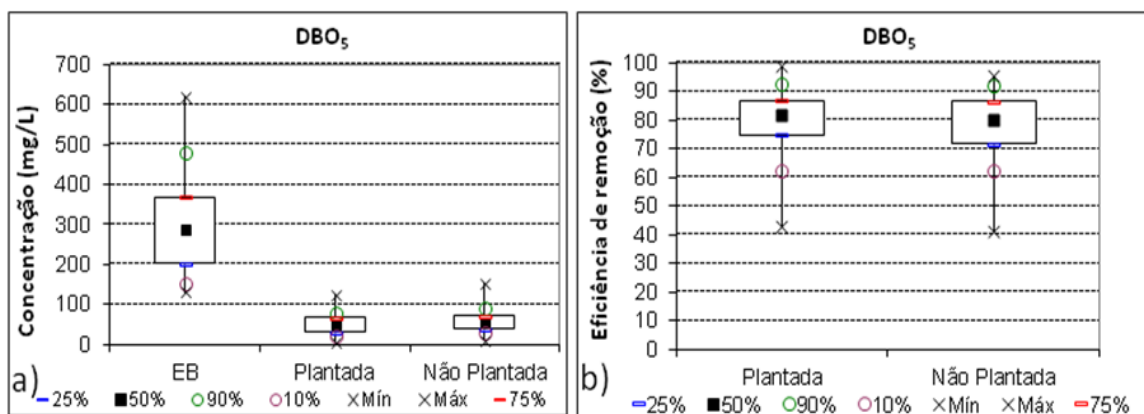 DBO₅
Concentração (mg/L)
700
600
500
400
300
200
100
0
EB Plantada Não Plantada
a)
25% 50% 90% 10% Mín Máx 75%
DBO₅
Eficiência de remoção (%)
100
90
80
70
60
50
40
30
20
10
0
Plantada Não Plantada
b)
25% 50% 90% 10% Mín Máx 75%